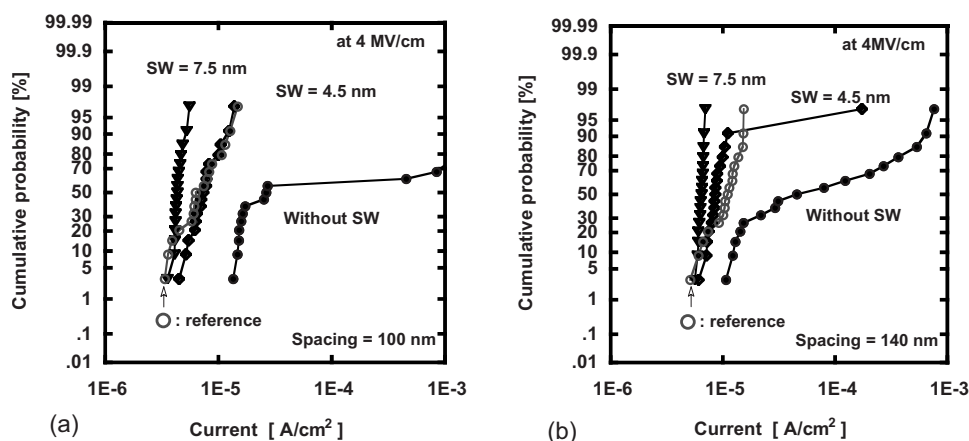 99.99
99.9
99
95
90
80
70
50
30
20
10
5
1
.1
.01
Cumulative probability [%]
at 4 MV/cm
SW = 7.5 nm
SW = 4.5 nm
Without SW
: reference
Spacing = 100 nm
1E-6 1E-5 1E-4 1E-3
(a) Current [ A/cm2 ]
99.99
99.9
99
95
90
80
70
50
30
20
10
5
1
.1
.01
Cumulative probability [%]
at 4MV/cm
SW = 7.5 nm
SW = 4.5 nm
Without SW
: reference
Spacing = 140 nm
1E-6 1E-5 1E-4 1E-3
(b) Current [ A/cm2 ]